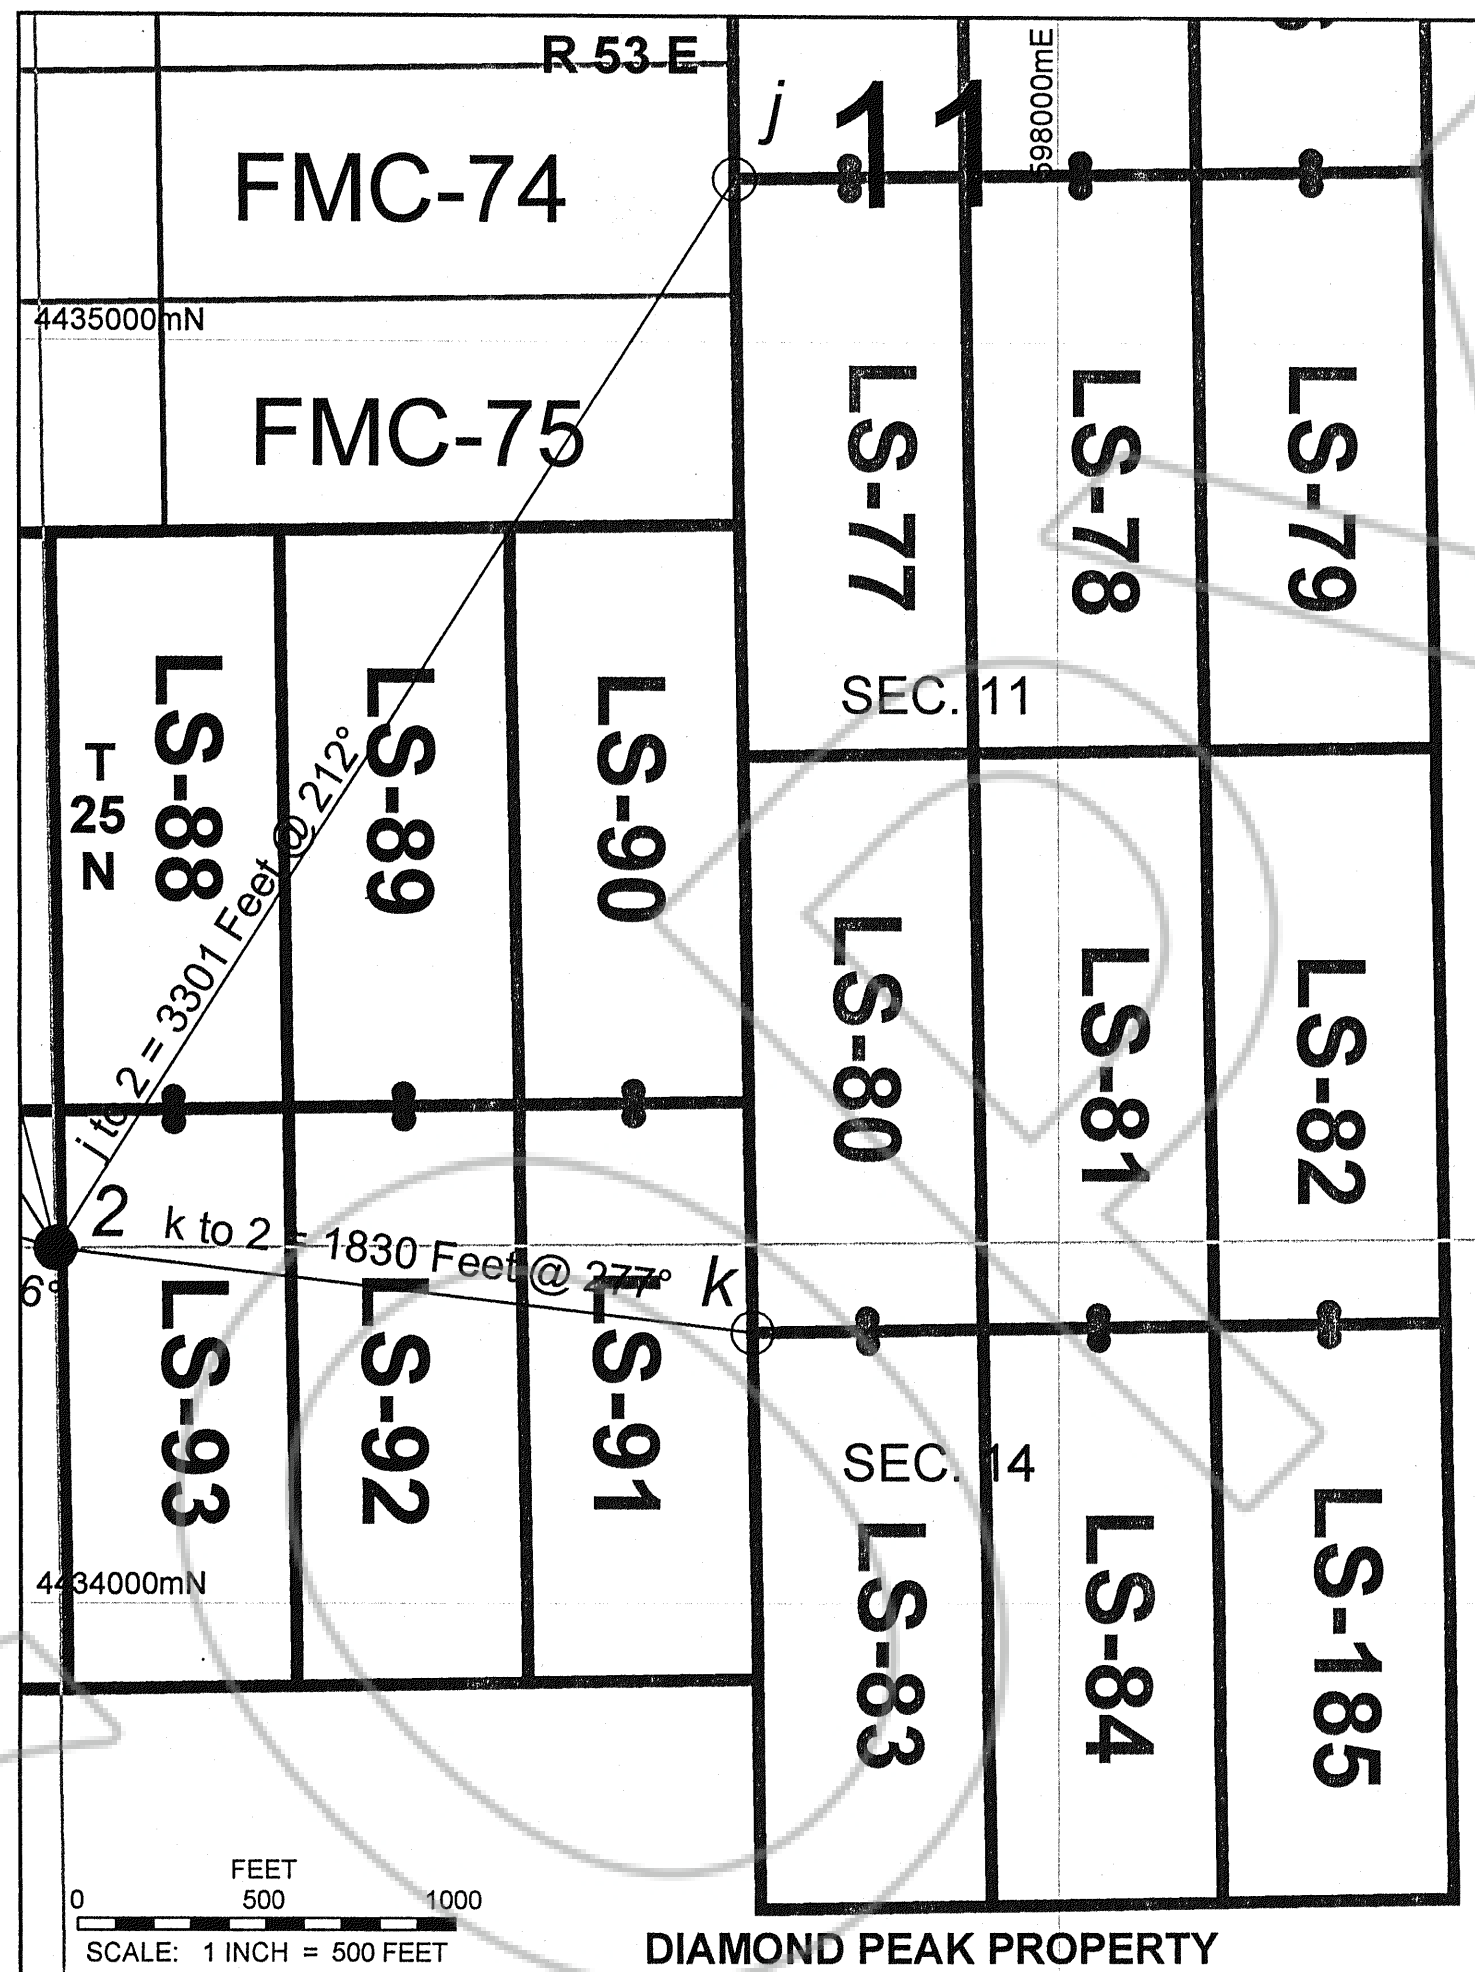 R 53 E
j
11
598000mE
FMC-74
4435000mN
FMC-75
LS-77
LS-78
LS-79
SEC. 11
T
25
N
LS-88
LS-89
LS-90
j to 2 = 3301 Feet @ 212°
LS-80
LS-81
LS-82
2
k to 2 = 1830 Feet @ 277°
k
6°
LS-93
LS-92
LS-91
SEC. 14
4434000mN
LS-83
LS-84
LS-185
FEET
0 500 1000
SCALE: 1 INCH = 500 FEET
DIAMOND PEAK PROPERTY